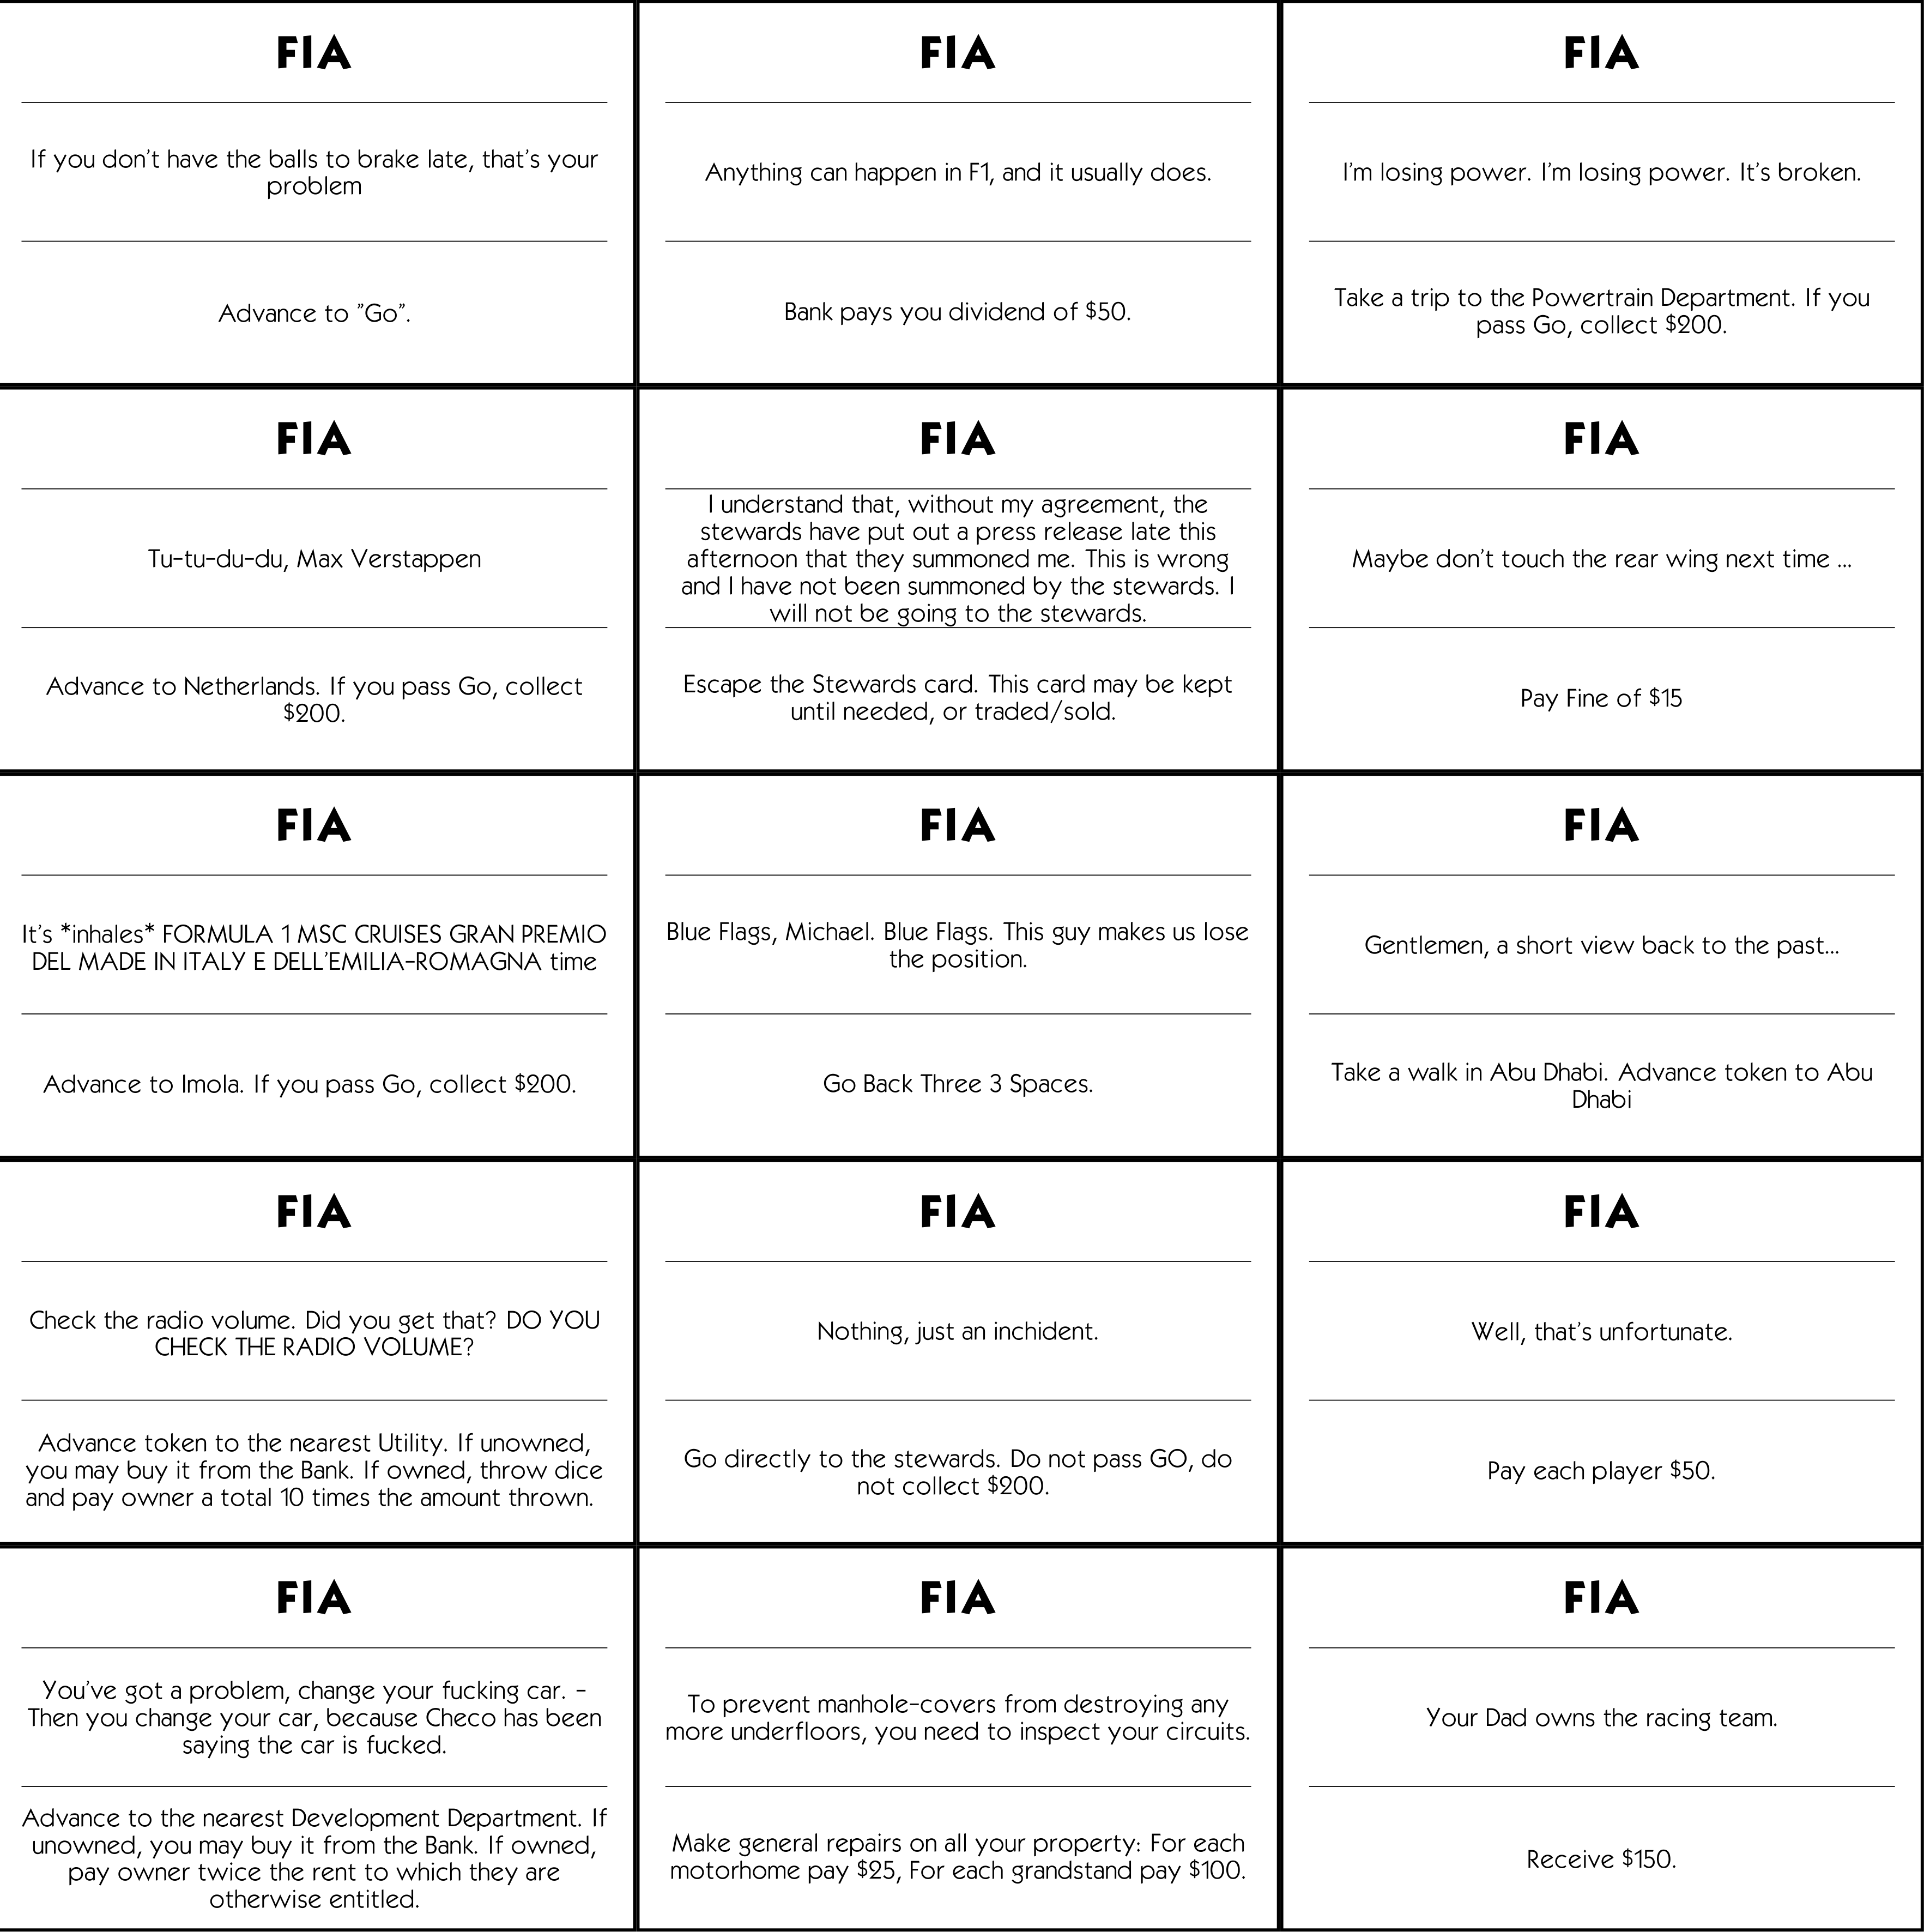 FIA
If you don't have the balls to brake late, that's your
problem
Advance to "Go".
FIA
Anything can happen in F1, and it usually does.
Bank pays you dividend of $50.
FIA
I'm losing power. I'm losing power. It's broken.
Take a trip to the Powertrain Department. If you
pass Go, collect $200.
FIA
Tu-tu-du-du, Max Verstappen
Advance to Netherlands. If you pass Go, collect
$200.
FIA
I understand that, without my agreement, the
stewards have put out a press release late this
afternoon that they summoned me. This is wrong
and I have not been summoned by the stewards. I
will not be going to the stewards.
Escape the Stewards card. This card may be kept
until needed, or traded/sold.
FIA
Maybe don't touch the rear wing next time ...
Pay Fine of $15
FIA
It's *inhales* FORMULA 1 MSC CRUISES GRAN PREMIO
DEL MADE IN ITALY E DELL'EMILIA-ROMAGNA time
Advance to Imola. If you pass Go, collect $200.
FIA
Blue Flags, Michael. Blue Flags. This guy makes us lose
the position.
Go Back Three 3 Spaces.
FIA
Gentlemen, a short view back to the past...
Take a walk in Abu Dhabi. Advance token to Abu
Dhabi
FIA
Check the radio volume. Did you get that? DO YOU
CHECK THE RADIO VOLUME?
Advance token to the nearest Utility. If unowned,
you may buy it from the Bank. If owned, throw dice
and pay owner a total 10 times the amount thrown.
FIA
Nothing, just an inchident.
Go directly to the stewards. Do not pass GO, do
not collect $200.
FIA
Well, that's unfortunate.
Pay each player $50.
FIA
You've got a problem, change your fucking car. -
Then you change your car, because Checo has been
saying the car is fucked.
Advance to the nearest Development Department. If
unowned, you may buy it from the Bank. If owned,
pay owner twice the rent to which they are
otherwise entitled.
FIA
To prevent manhole-covers from destroying any
more underfloors, you need to inspect your circuits.
Make general repairs on all your property: For each
motorhome pay $25, For each grandstand pay $100.
FIA
Your Dad owns the racing team.
Receive $150.